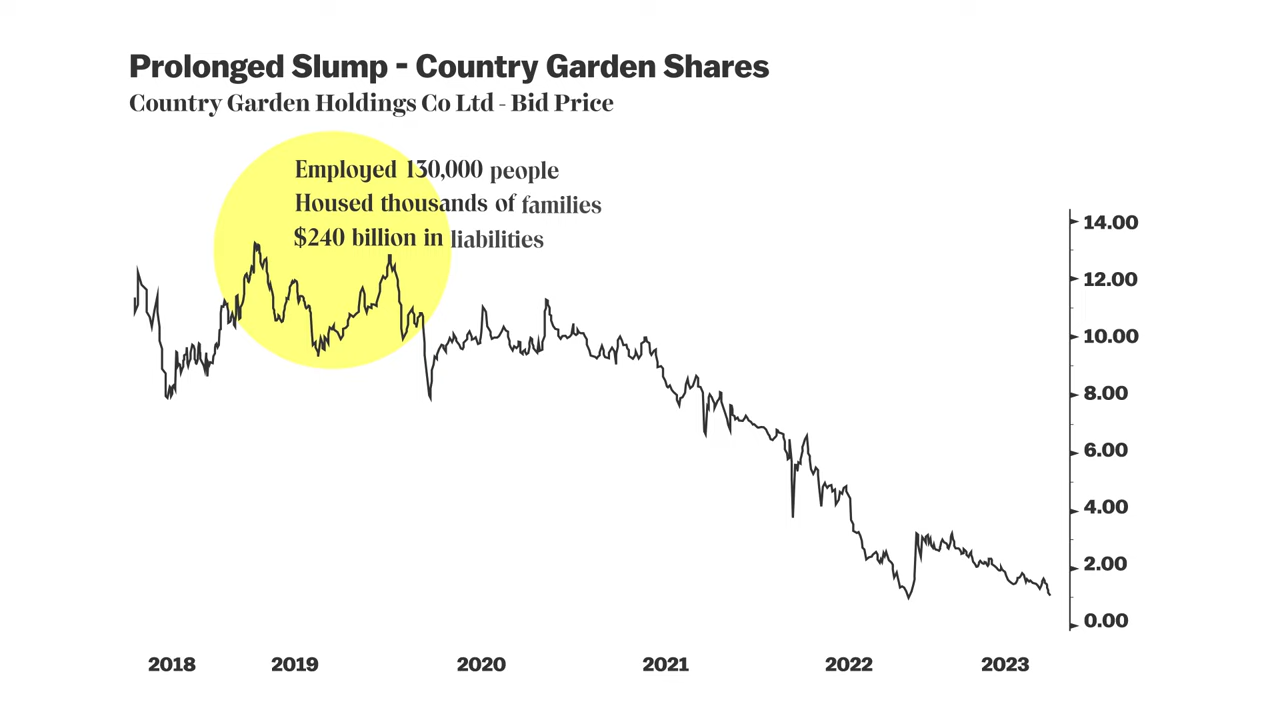 Prolonged Slump - Country Garden Shares
Country Garden Holdings Co Ltd - Bid Price
Employed 130,000 people
Housed thousands of families
$240 billion in liabilities
14.00
12.00
10.00
8.00
6.00
4.00
2.00
0.00
2018 2019 2020 2021 2022 2023